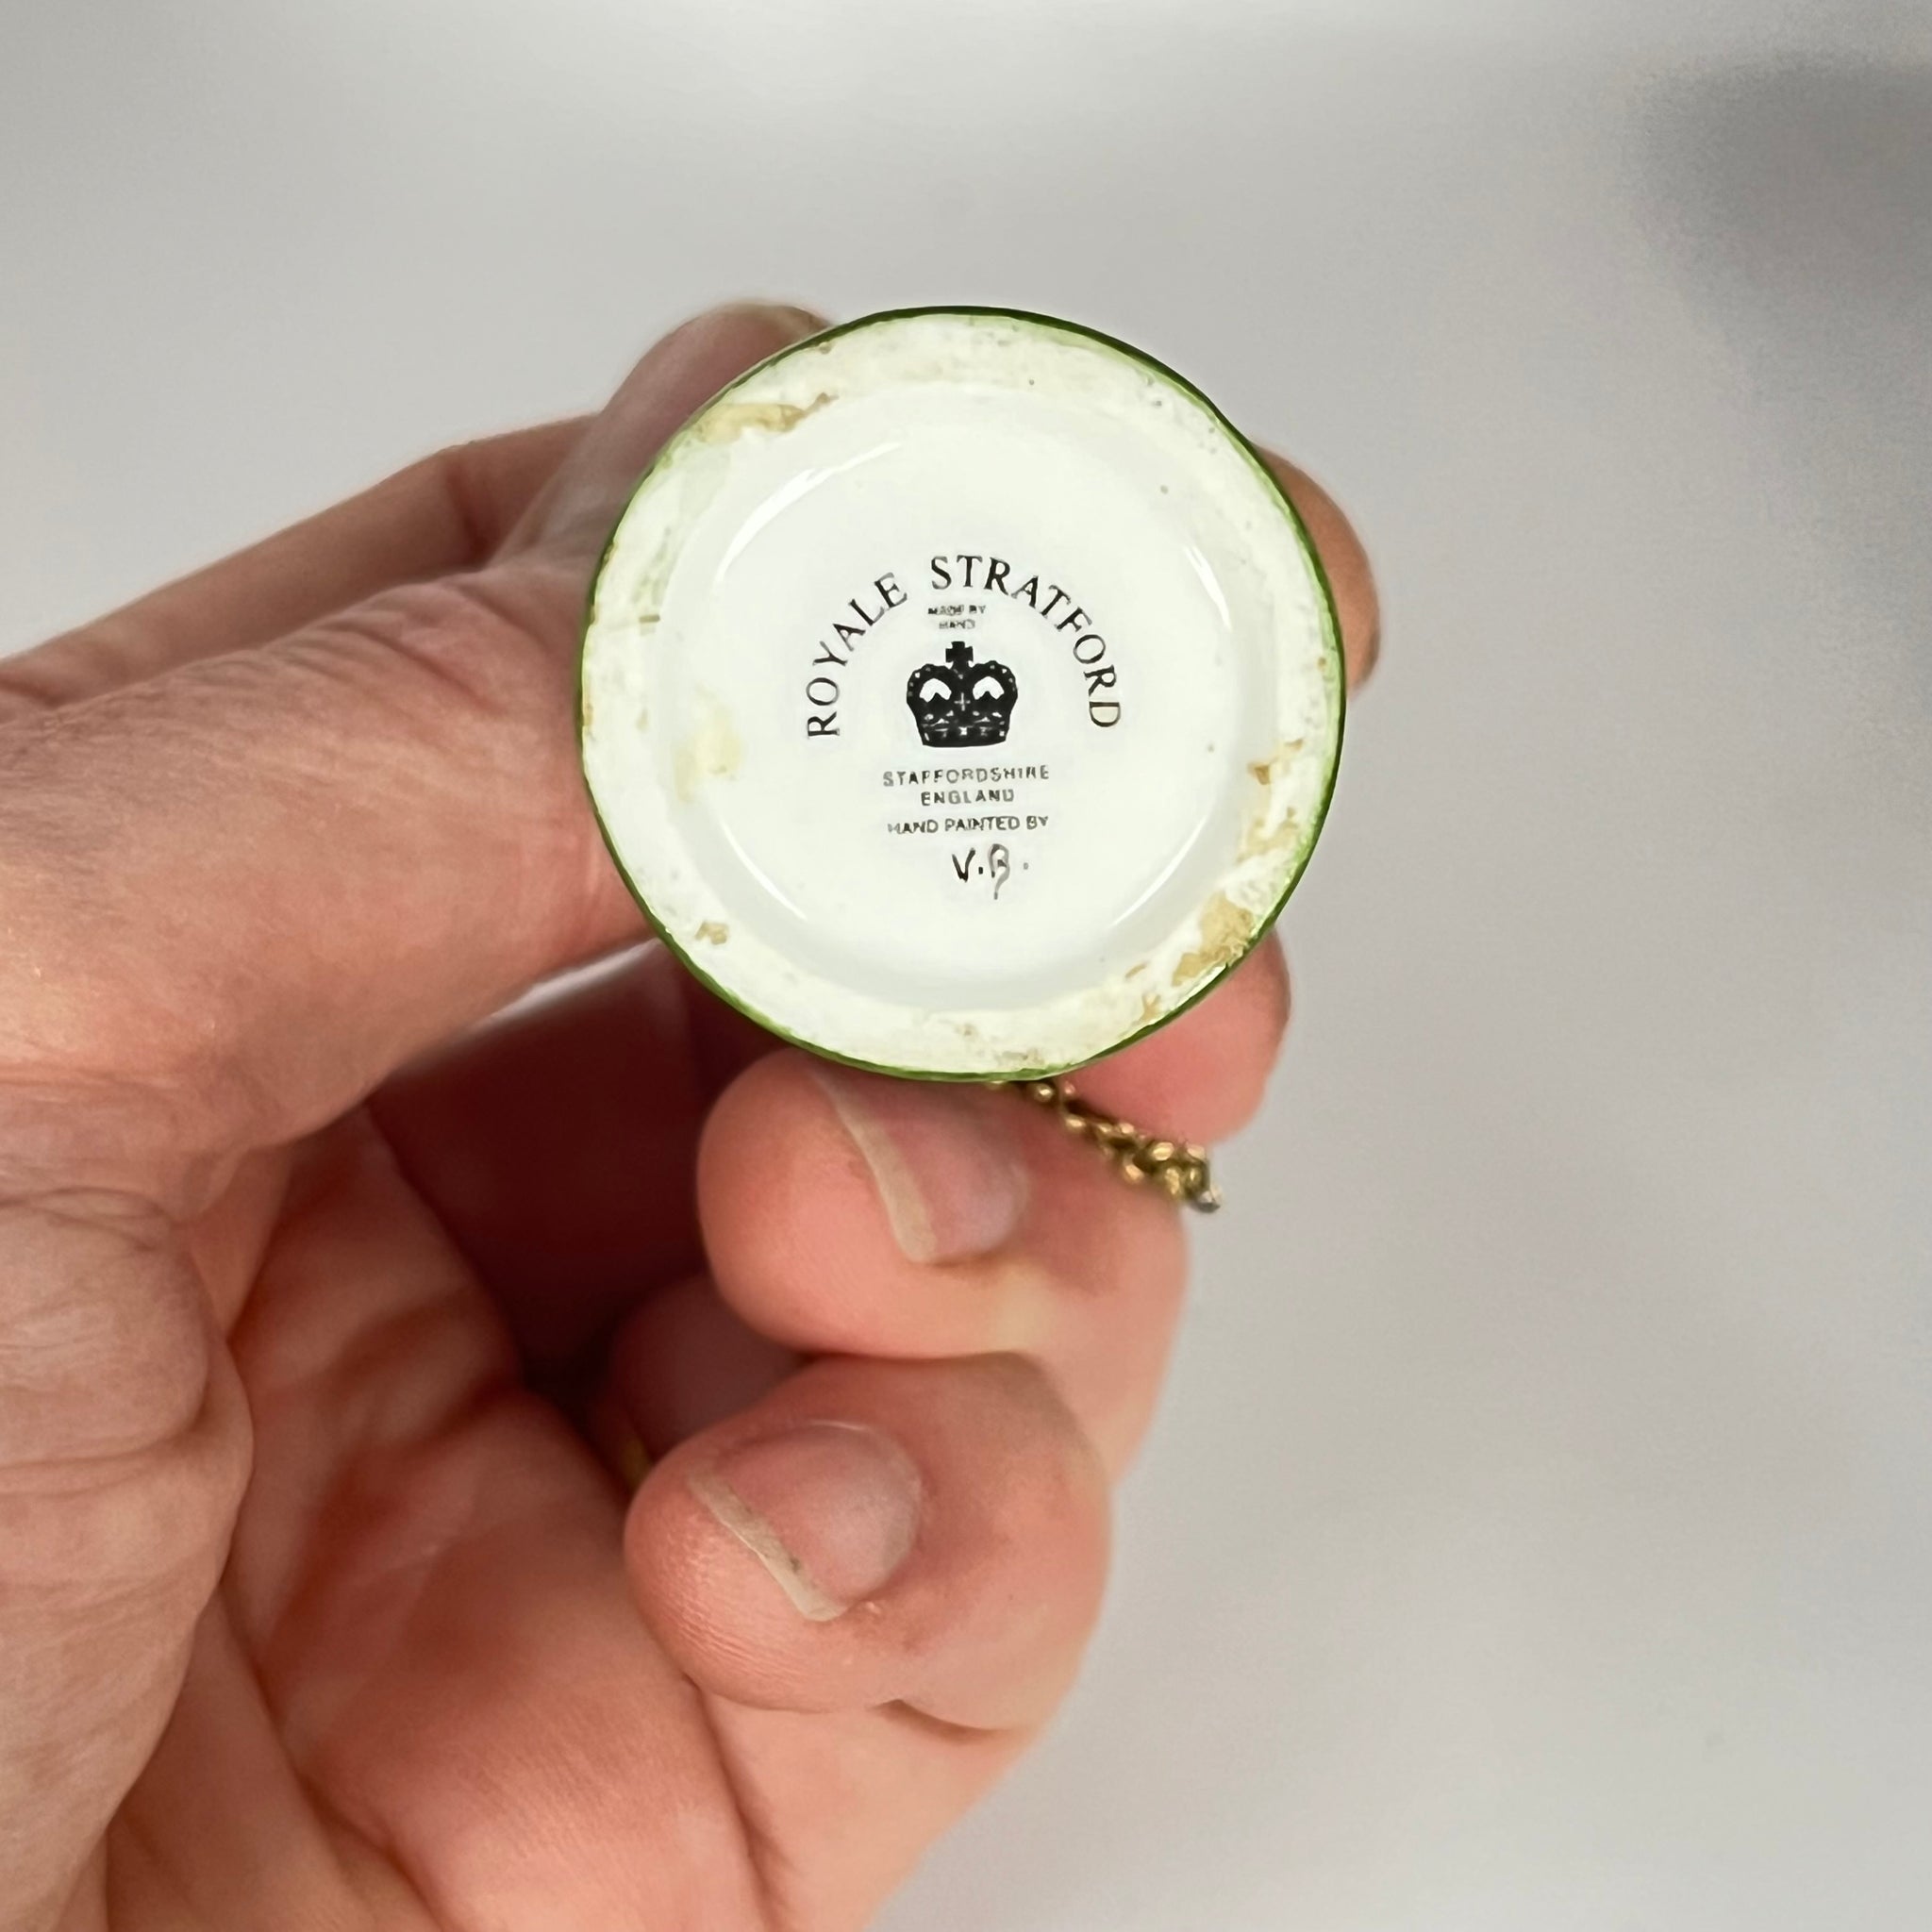 ROYALE STRATFORD
MADE BY
HAND
STAFFORDSHIRE
ENGLAND
HAND PAINTED BY
V.B.